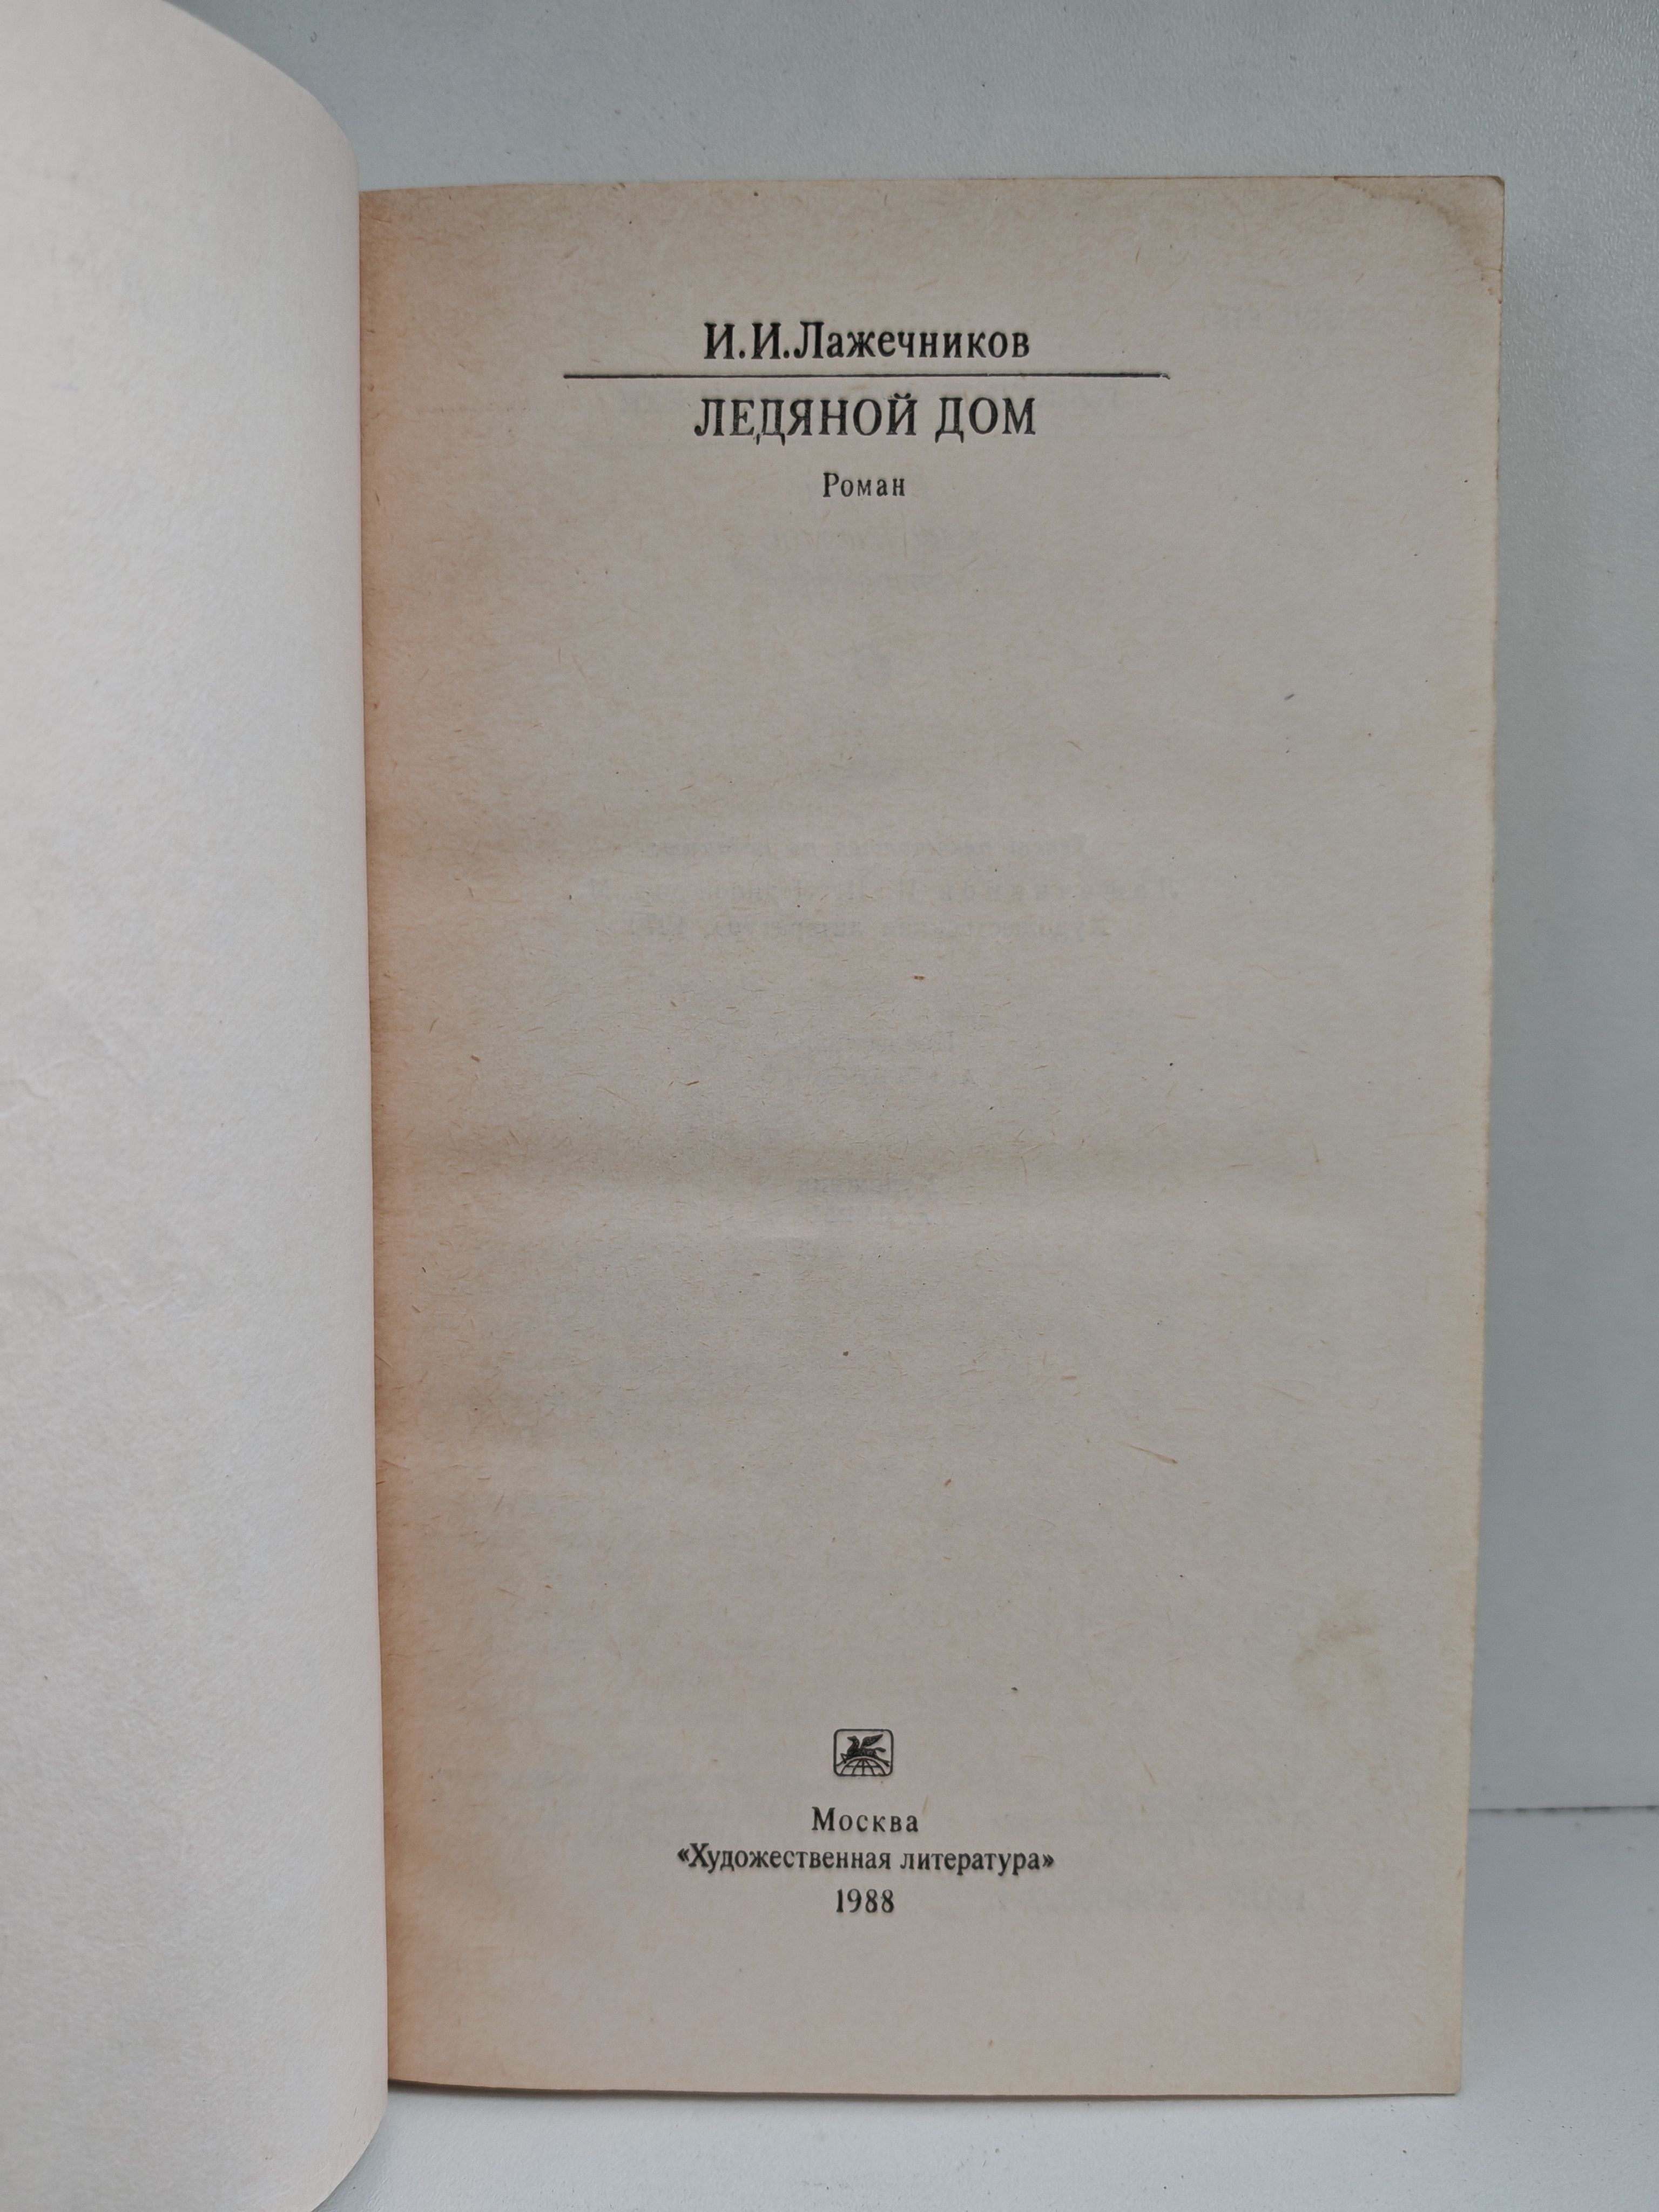 И.И.Лажечников
ЛЕДЯНОЙ ДОМ
Роман
Москва
«Художественная литература»
1988